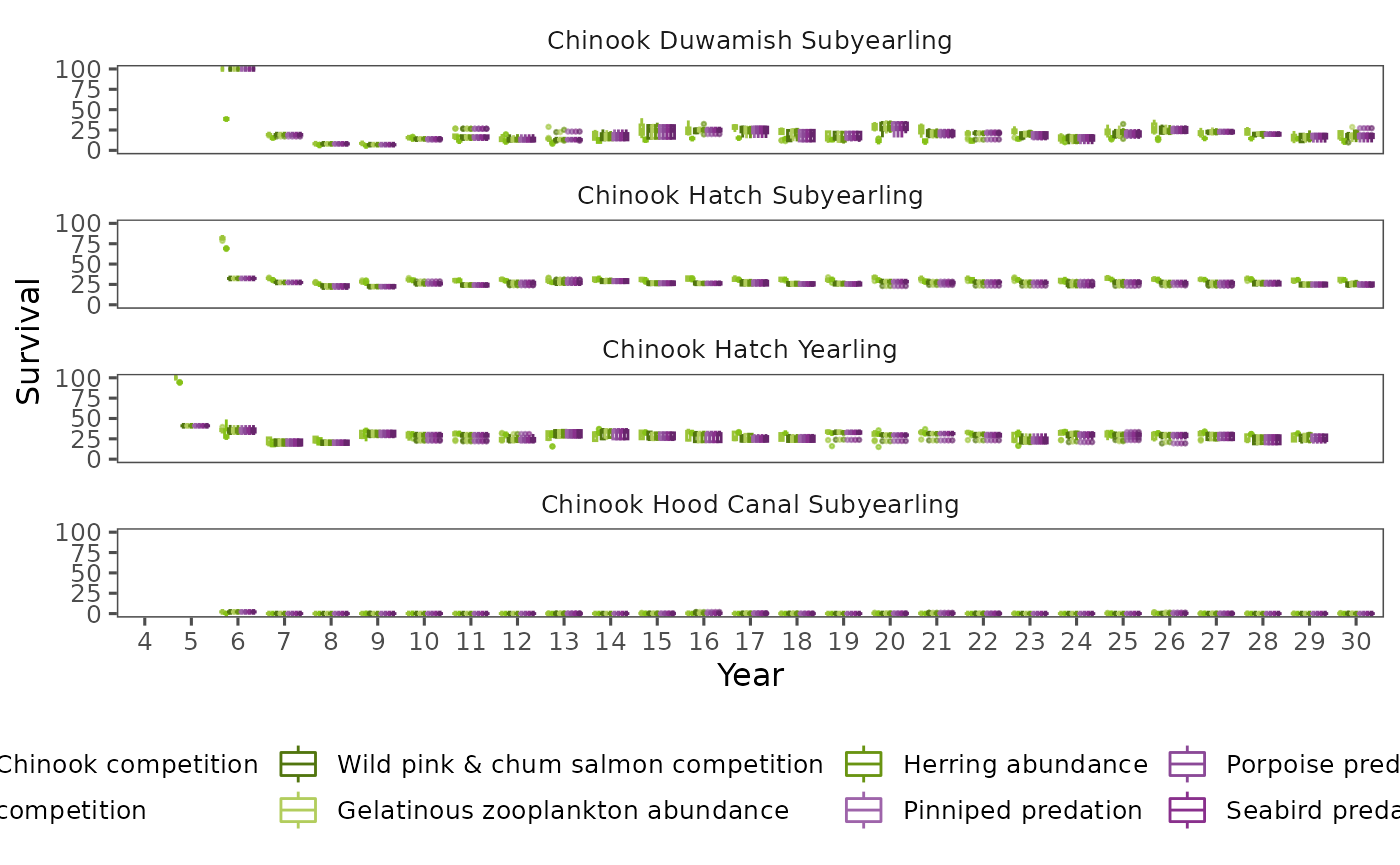 Chinook Duwamish Subyearling
100
75
50
25
0
Chinook Hatch Subyearling
100
75
50
25
0
Survival
Chinook Hatch Yearling
100
75
50
25
0
Chinook Hood Canal Subyearling
100
75
50
25
0
4 5 6 7 8 9 10 11 12 13 14 15 16 17 18 19 20 21 22 23 24 25 26 27 28 29 30
Year
Chinook competition Wild pink & chum salmon competition Herring abundance Porpoise pred
competition Gelatinous zooplankton abundance Pinniped predation Seabird preda